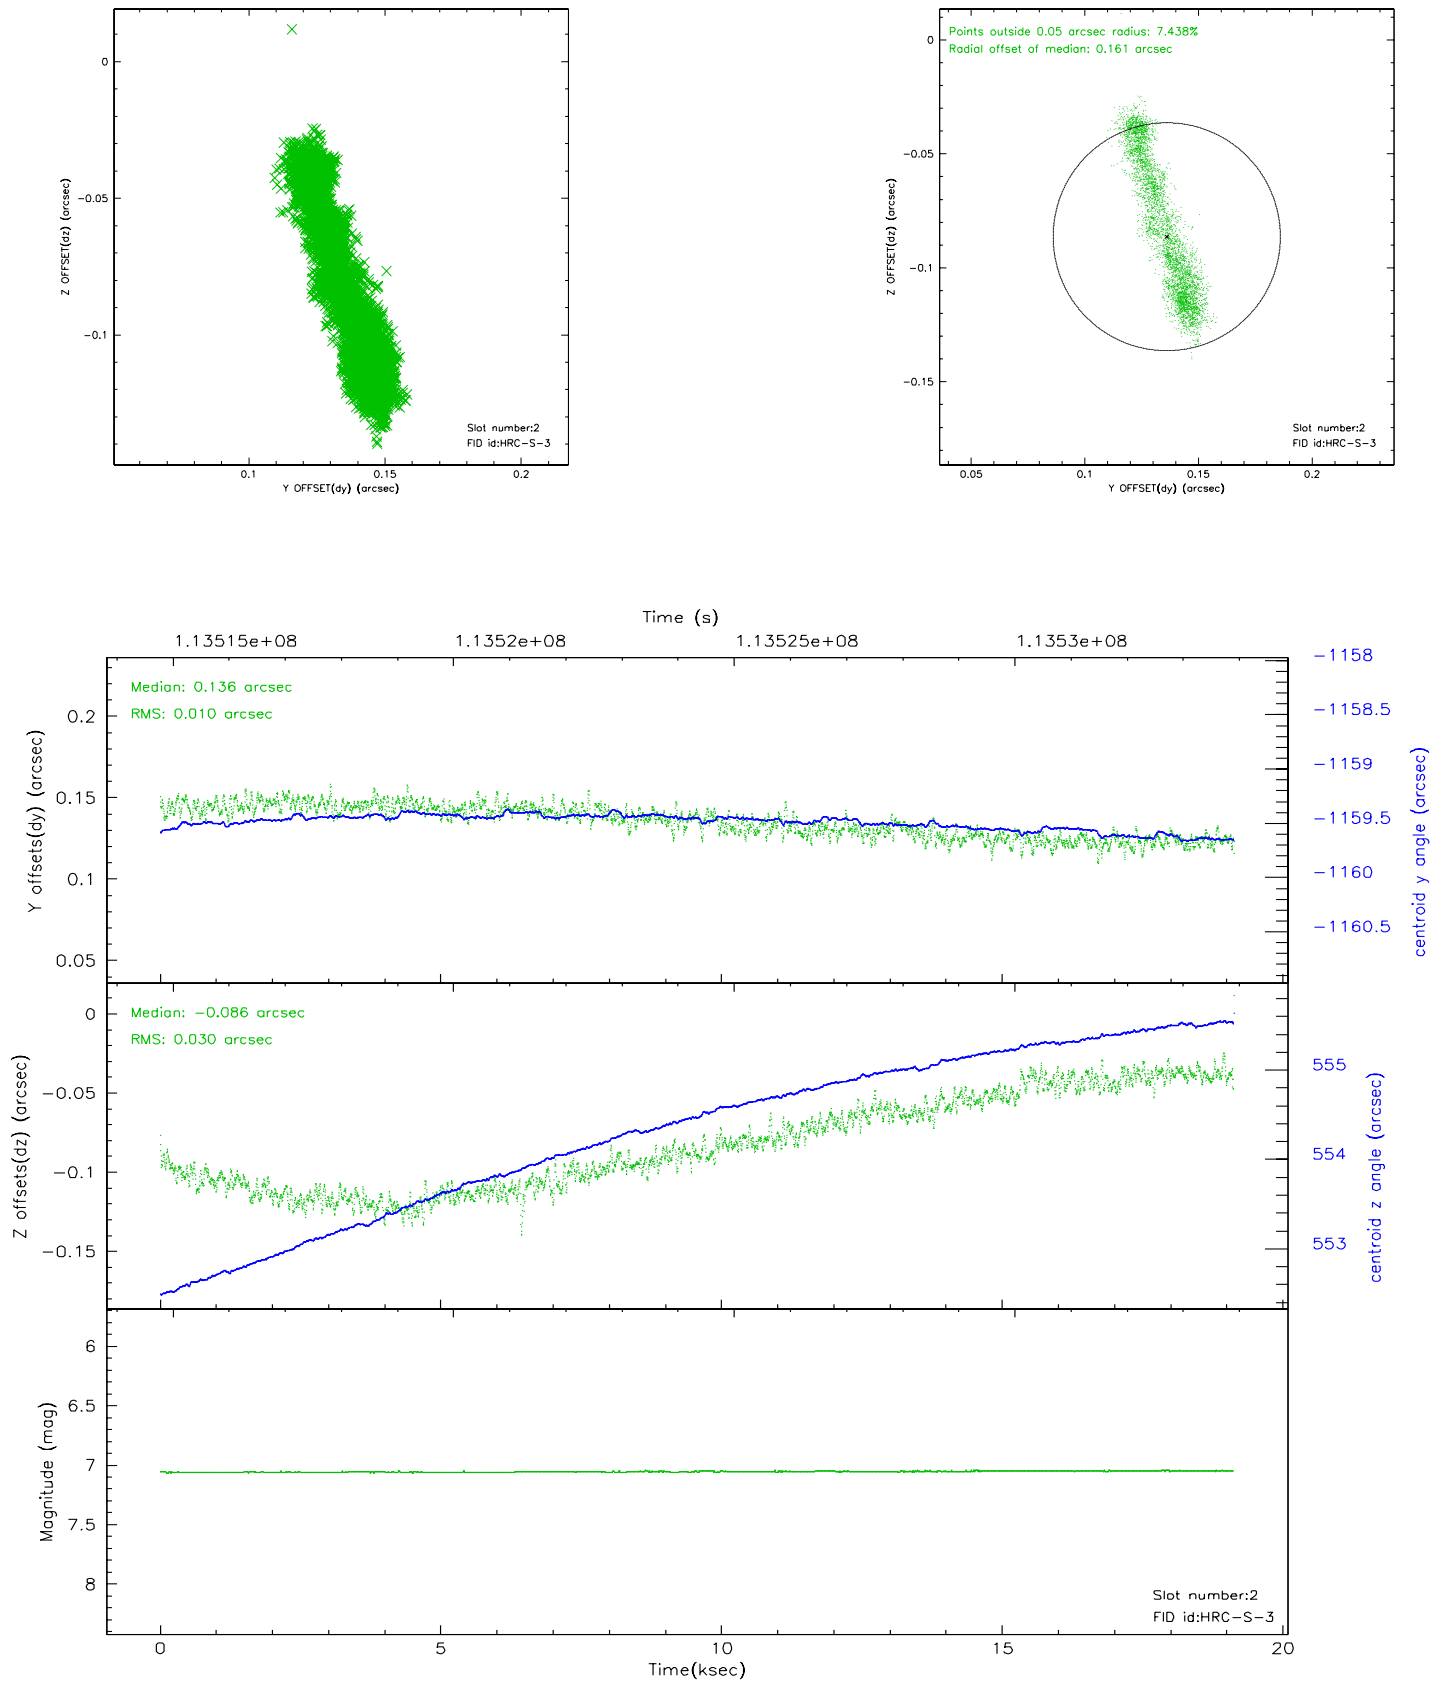 0
−0.05
−0.1
Z OFFSET(dz) (arcsec)
Slot number:2
FID id:HRC−S−3
0.1
0.15
0.2
Y OFFSET(dy) (arcsec)
Points outside 0.05 arcsec radius: 7.438%
Radial offset of median: 0.161 arcsec
0
−0.05
−0.1
−0.15
Z OFFSET(dz) (arcsec)
Slot number:2
FID id:HRC−S−3
0.05
0.1
0.15
0.2
Y OFFSET(dy) (arcsec)
Time (s)
1.13515e+08
1.1352e+08
1.13525e+08
1.1353e+08
Median: 0.136 arcsec
RMS: 0.010 arcsec
0.2
0.15
0.1
0.05
Y offsets(dy) (arcsec)
−1158
−1158.5
−1159
−1159.5
−1160
−1160.5
centroid y angle (arcsec)
Median: −0.086 arcsec
RMS: 0.030 arcsec
0
−0.05
−0.1
−0.15
Z offsets(dz) (arcsec)
555
554
553
centroid z angle (arcsec)
6
6.5
7
7.5
8
Magnitude (mag)
Slot number:2
FID id:HRC−S−3
0
5
10
15
20
Time(ksec)